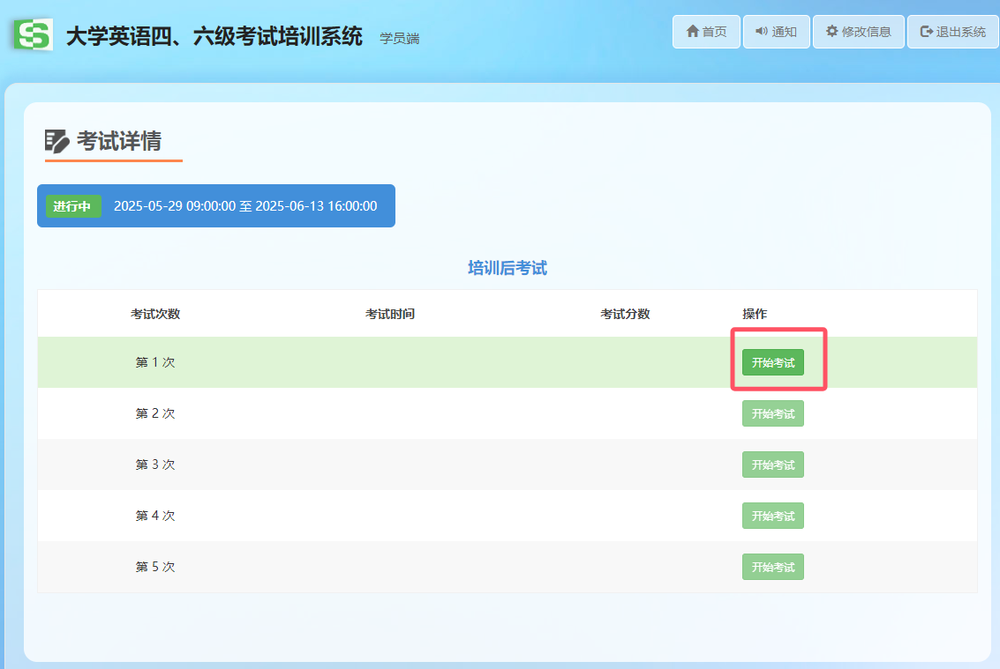 大学英语四、六级考试培训系统 学员端 首页 通知 修改信息 退出系统
考试详情
进行中 2025-05-29 09:00:00 至 2025-06-13 16:00:00
培训后考试
考试次数 考试时间 考试分数 操作
第 1 次 开始考试
第 2 次 开始考试
第 3 次 开始考试
第 4 次 开始考试
第 5 次 开始考试